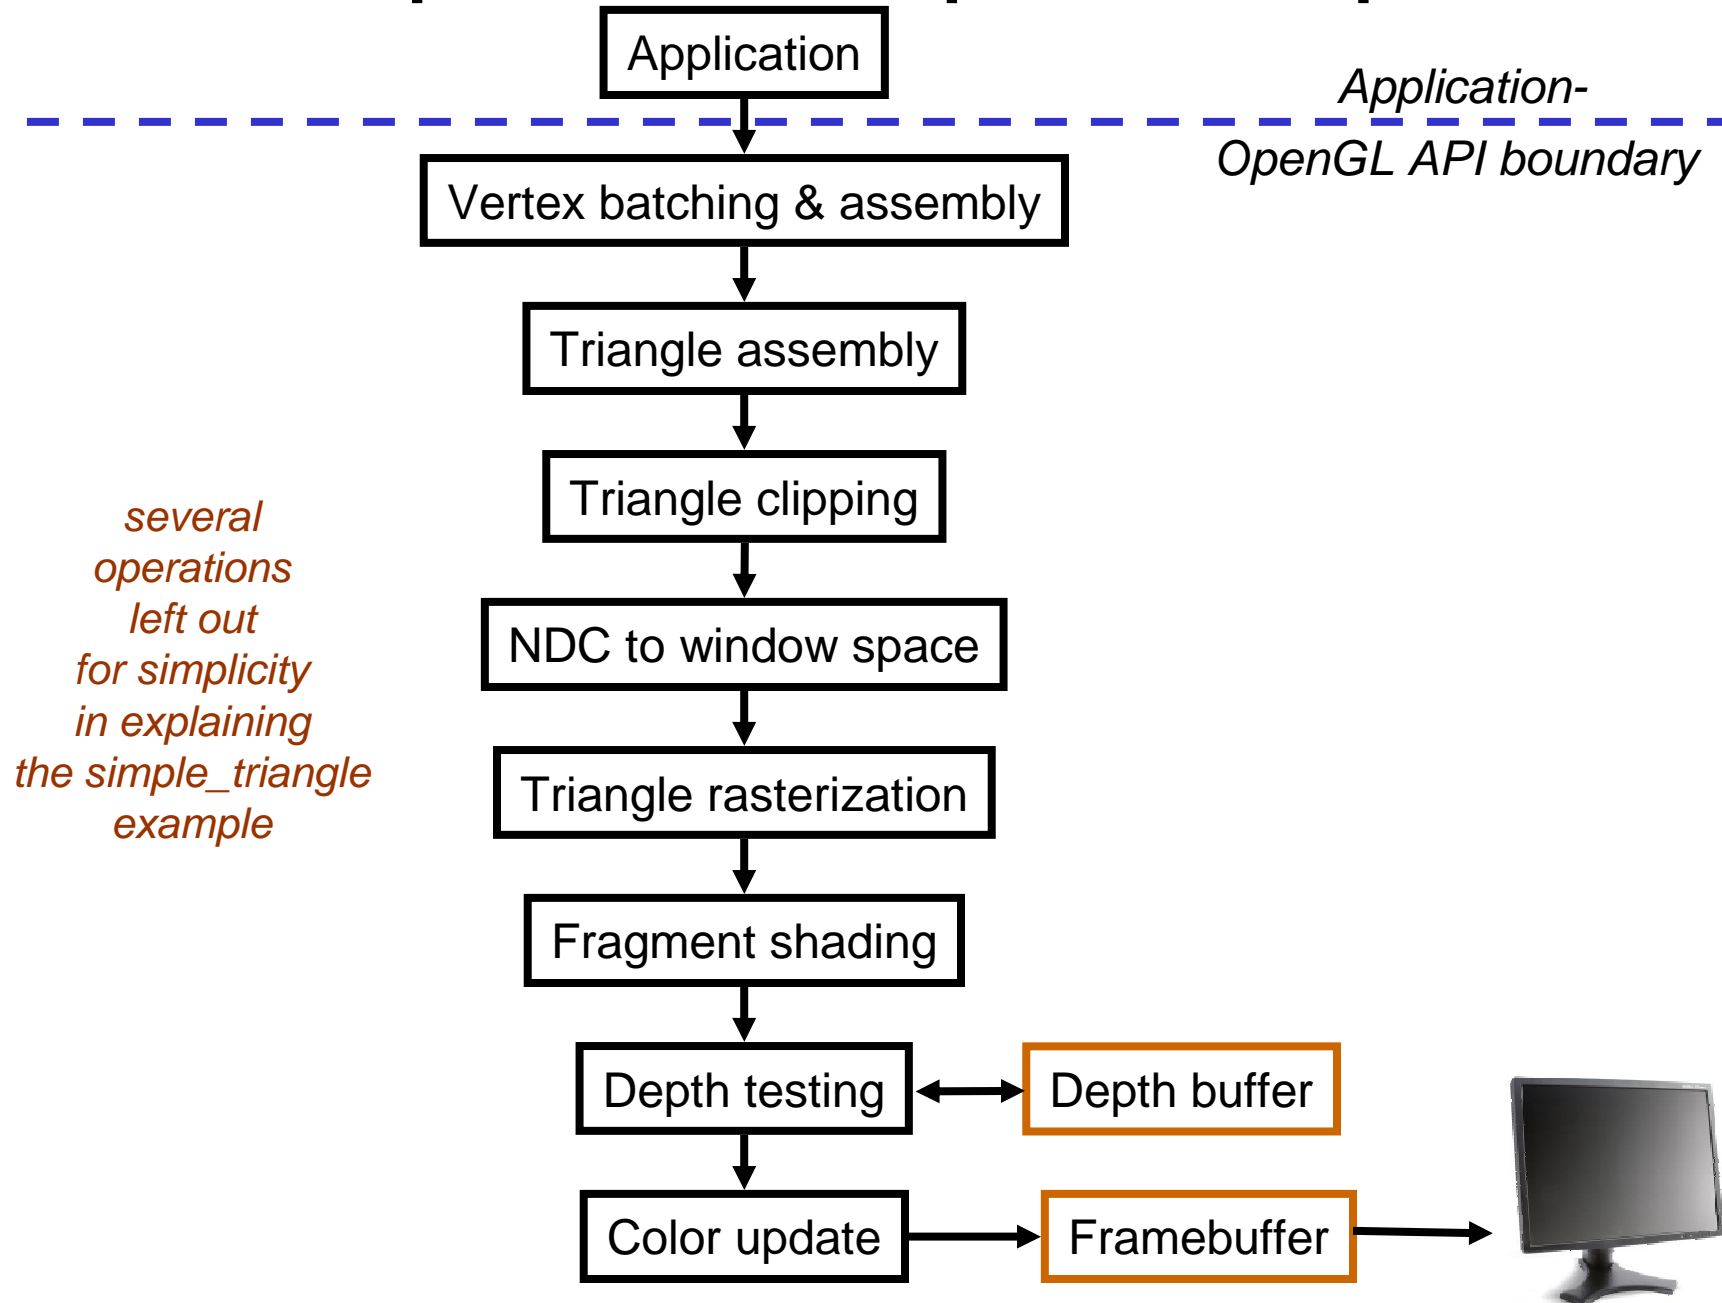 Application
Application-
OpenGL API boundary
Vertex batching & assembly
Triangle assembly
Triangle clipping
several
operations
left out
for simplicity
in explaining
the simple_triangle
example
NDC to window space
Triangle rasterization
Fragment shading
Depth testing
Depth buffer
Color update
Framebuffer